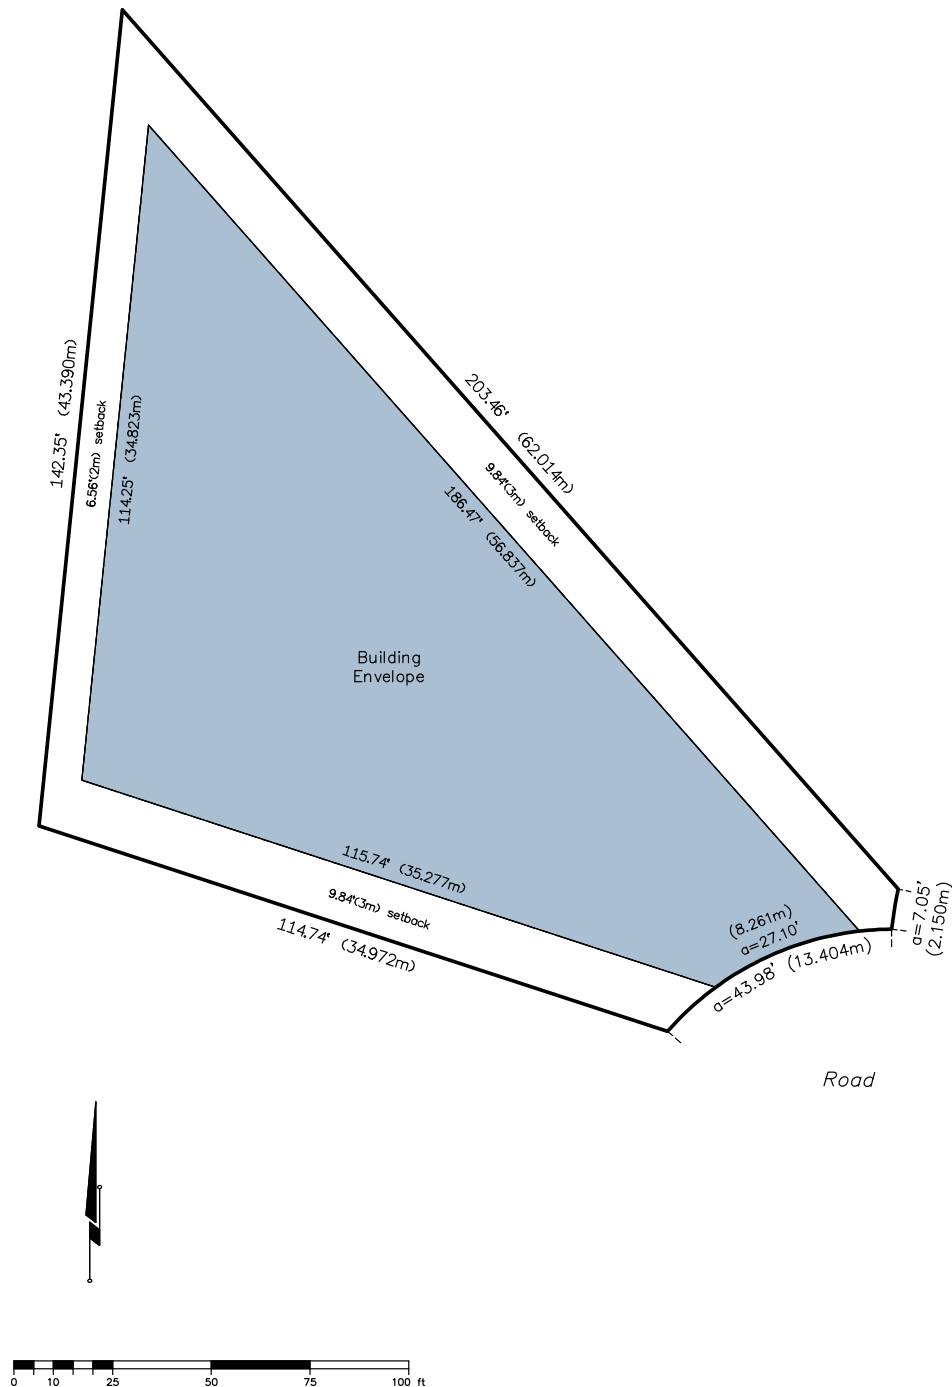 203.46' (62.014m)
9.84'(3m) setback
186.47' (56.837m)
142.35' (43.390m)
6.56'(2m) setback
114.25' (34.823m)
Building
Envelope
115.74' (35.277m)
9.84'(3m) setback
114.74' (34.972m)
(8.261m)
a=27.10'
a=43.98' (13.404m)
a=7.05'
(2.150m)
Road
0 10 25 50 75 100 ft